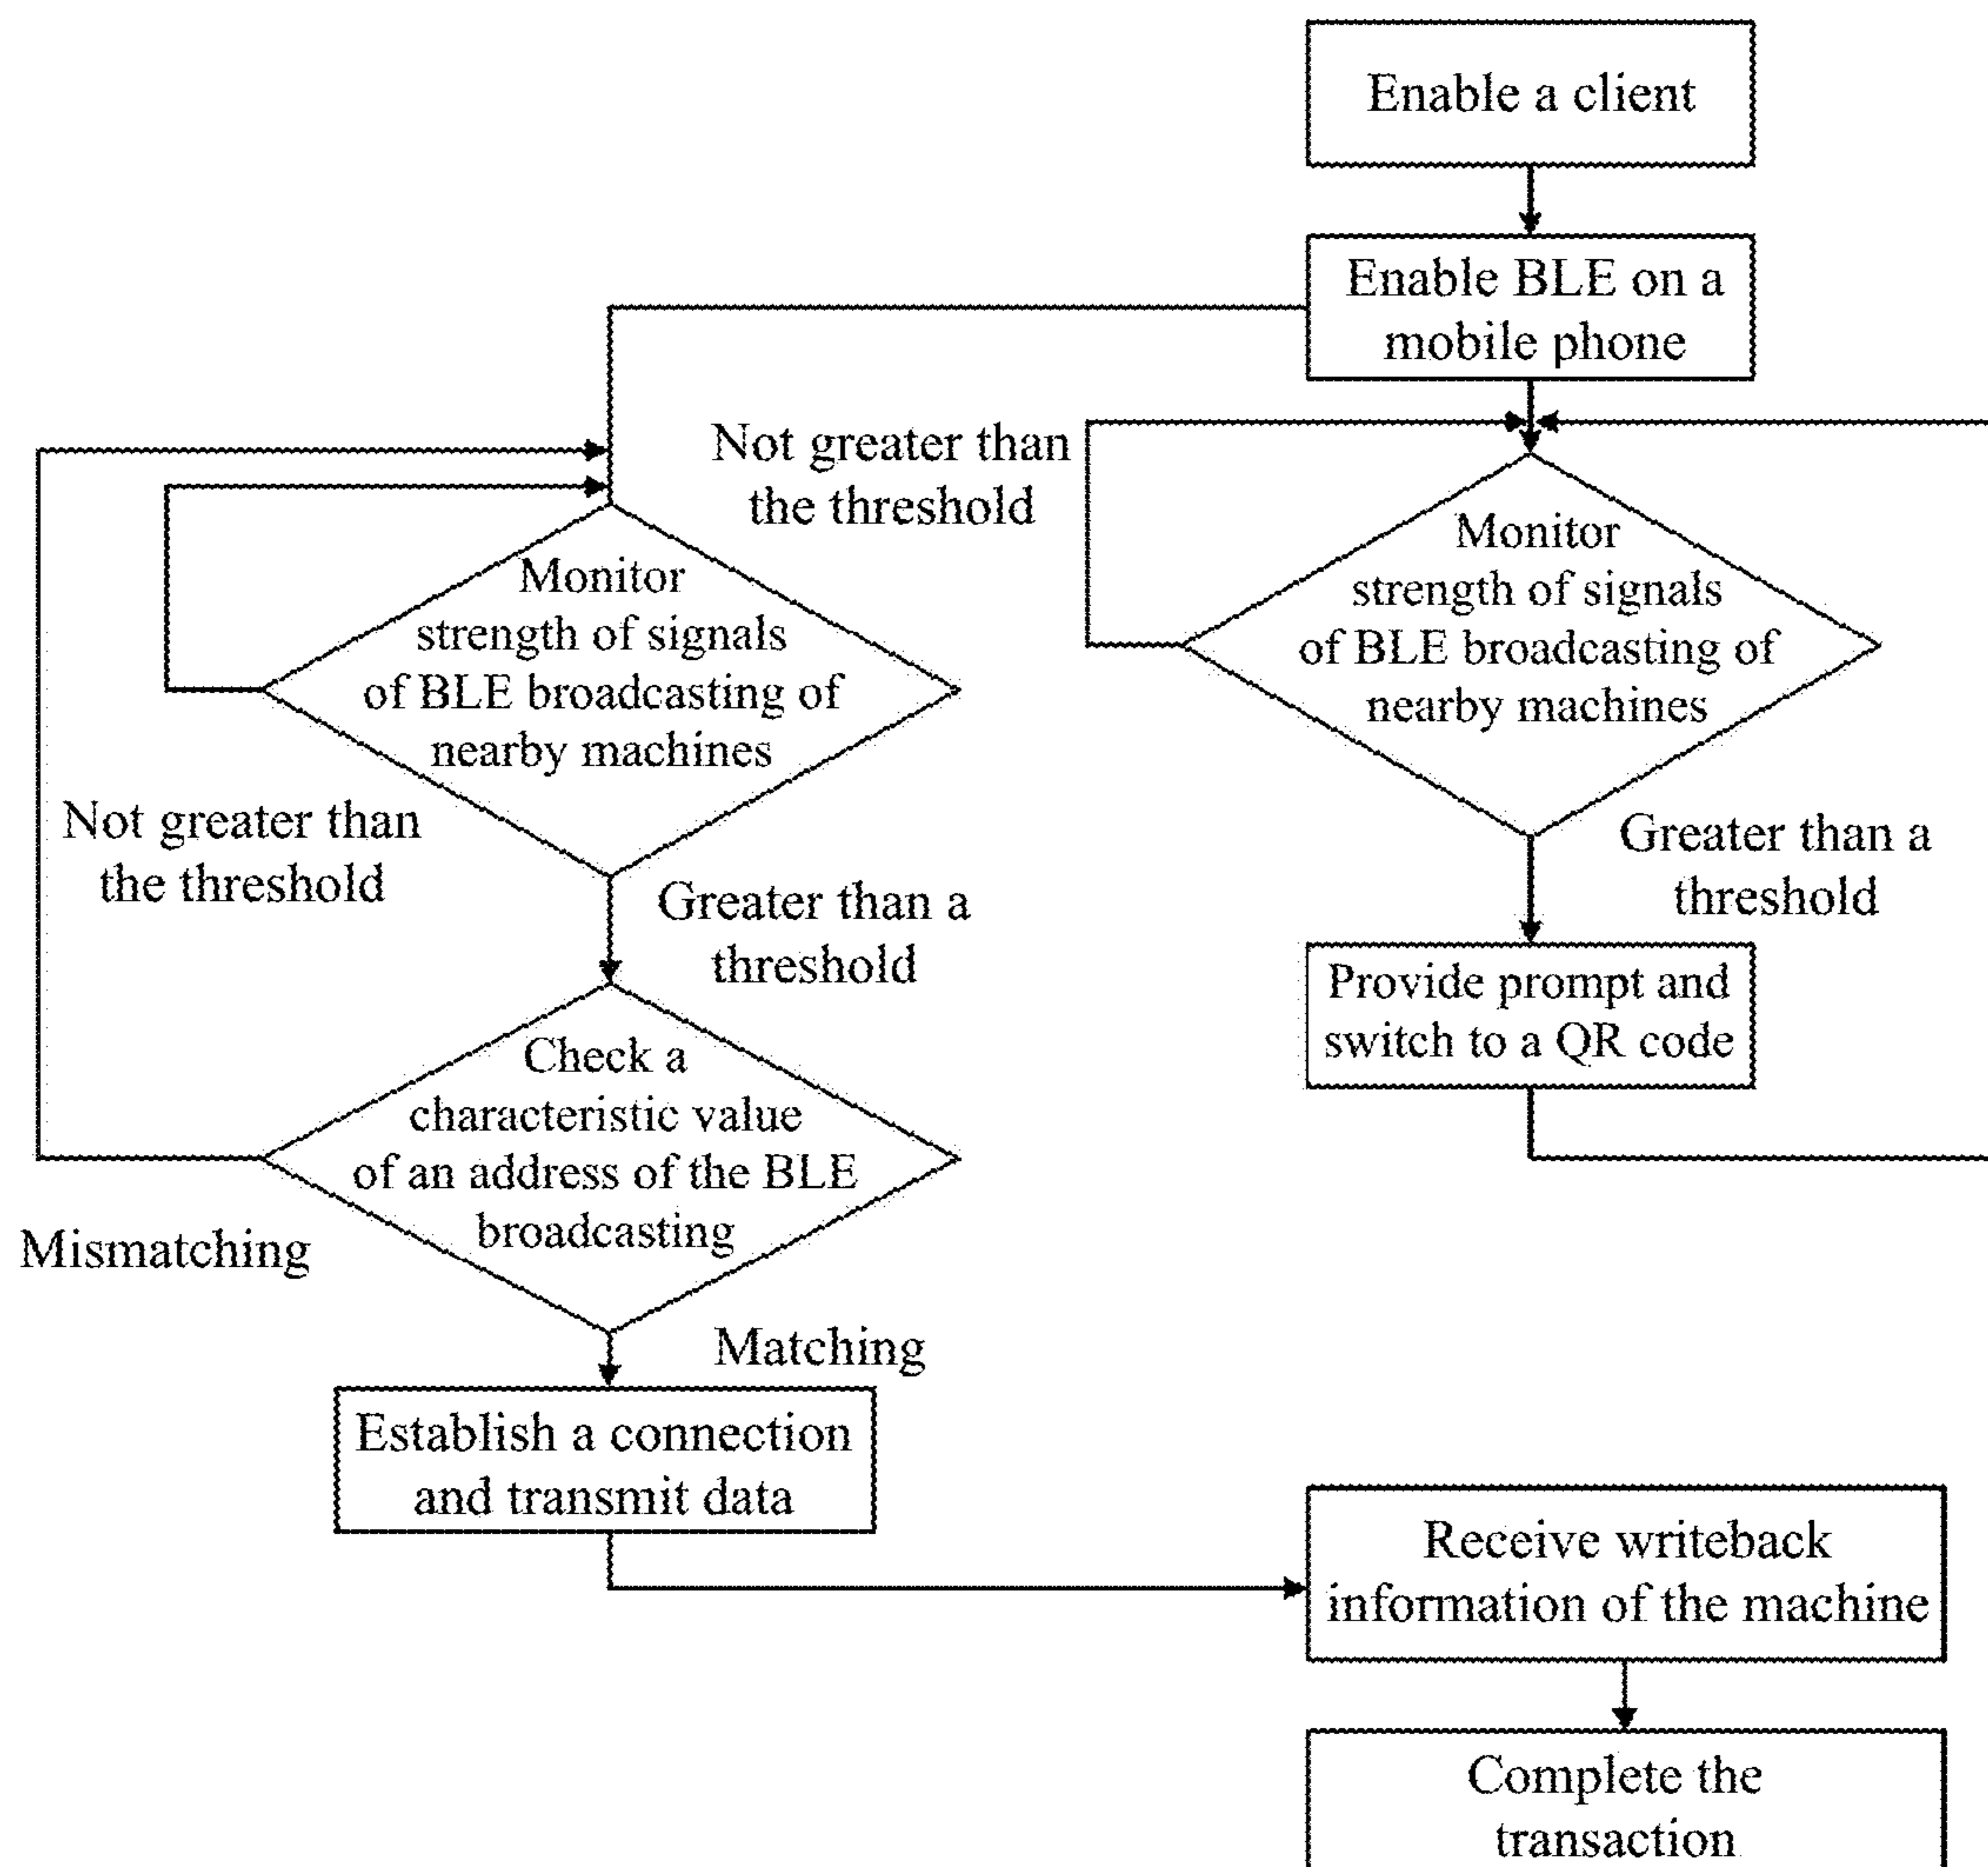 Enable a client
Enable BLE on a
mobile phone
Not greater than
the threshold
Monitor
strength of signals
of BLE broadcasting of
nearby machines
Monitor
strength of signals
of BLE broadcasting of
nearby machines
Not greater than
the threshold
Greater than a
threshold
Greater than a
threshold
Provide prompt and
switch to a QR code
Check a
characteristic value
of an address of the BLE
broadcasting
Mismatching
Matching
Establish a connection
and transmit data
Receive writeback
information of the machine
Complete the
transaction